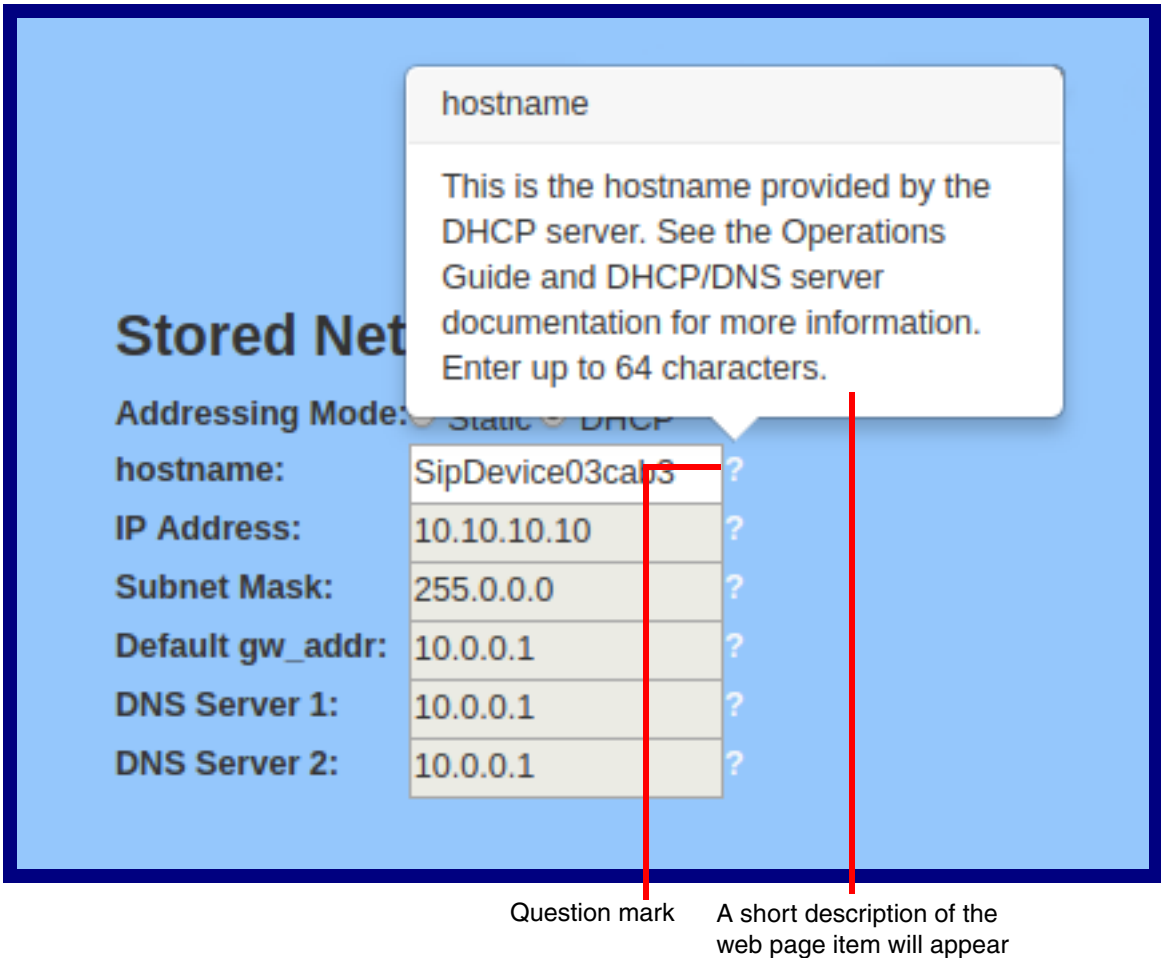 hostname
This is the hostname provided by the
DHCP server. See the Operations
Guide and DHCP/DNS server
documentation for more information.
Enter up to 64 characters.
Stored Net
Addressing Mode: Static DHCP
hostname: SipDevice03cab3 ?
IP Address: 10.10.10.10 ?
Subnet Mask: 255.0.0.0 ?
Default gw_addr: 10.0.0.1 ?
DNS Server 1: 10.0.0.1 ?
DNS Server 2: 10.0.0.1 ?
Question mark
A short description of the
web page item will appear